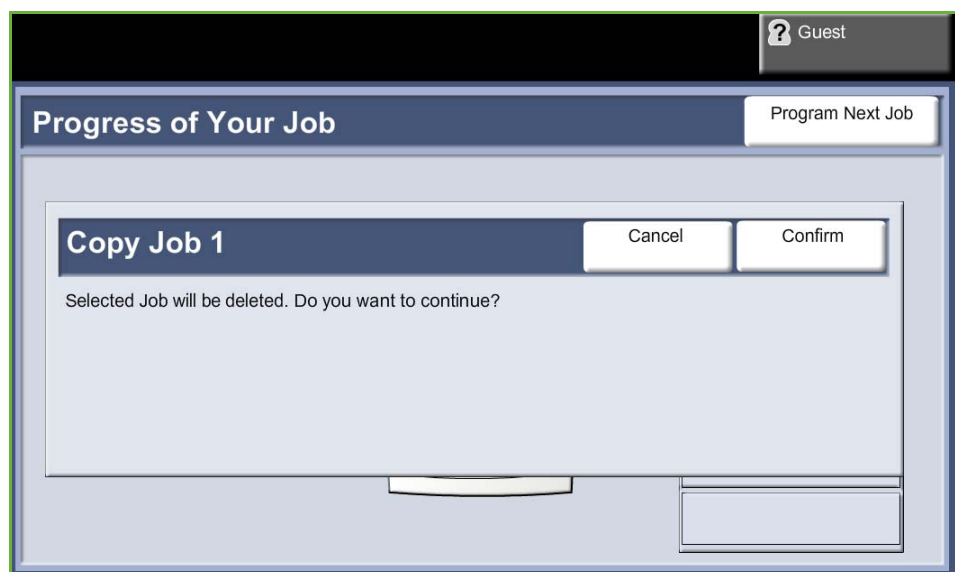 Guest
Progress of Your Job
Program Next Job
Copy Job 1
Cancel
Confirm
Selected Job will be deleted. Do you want to continue?